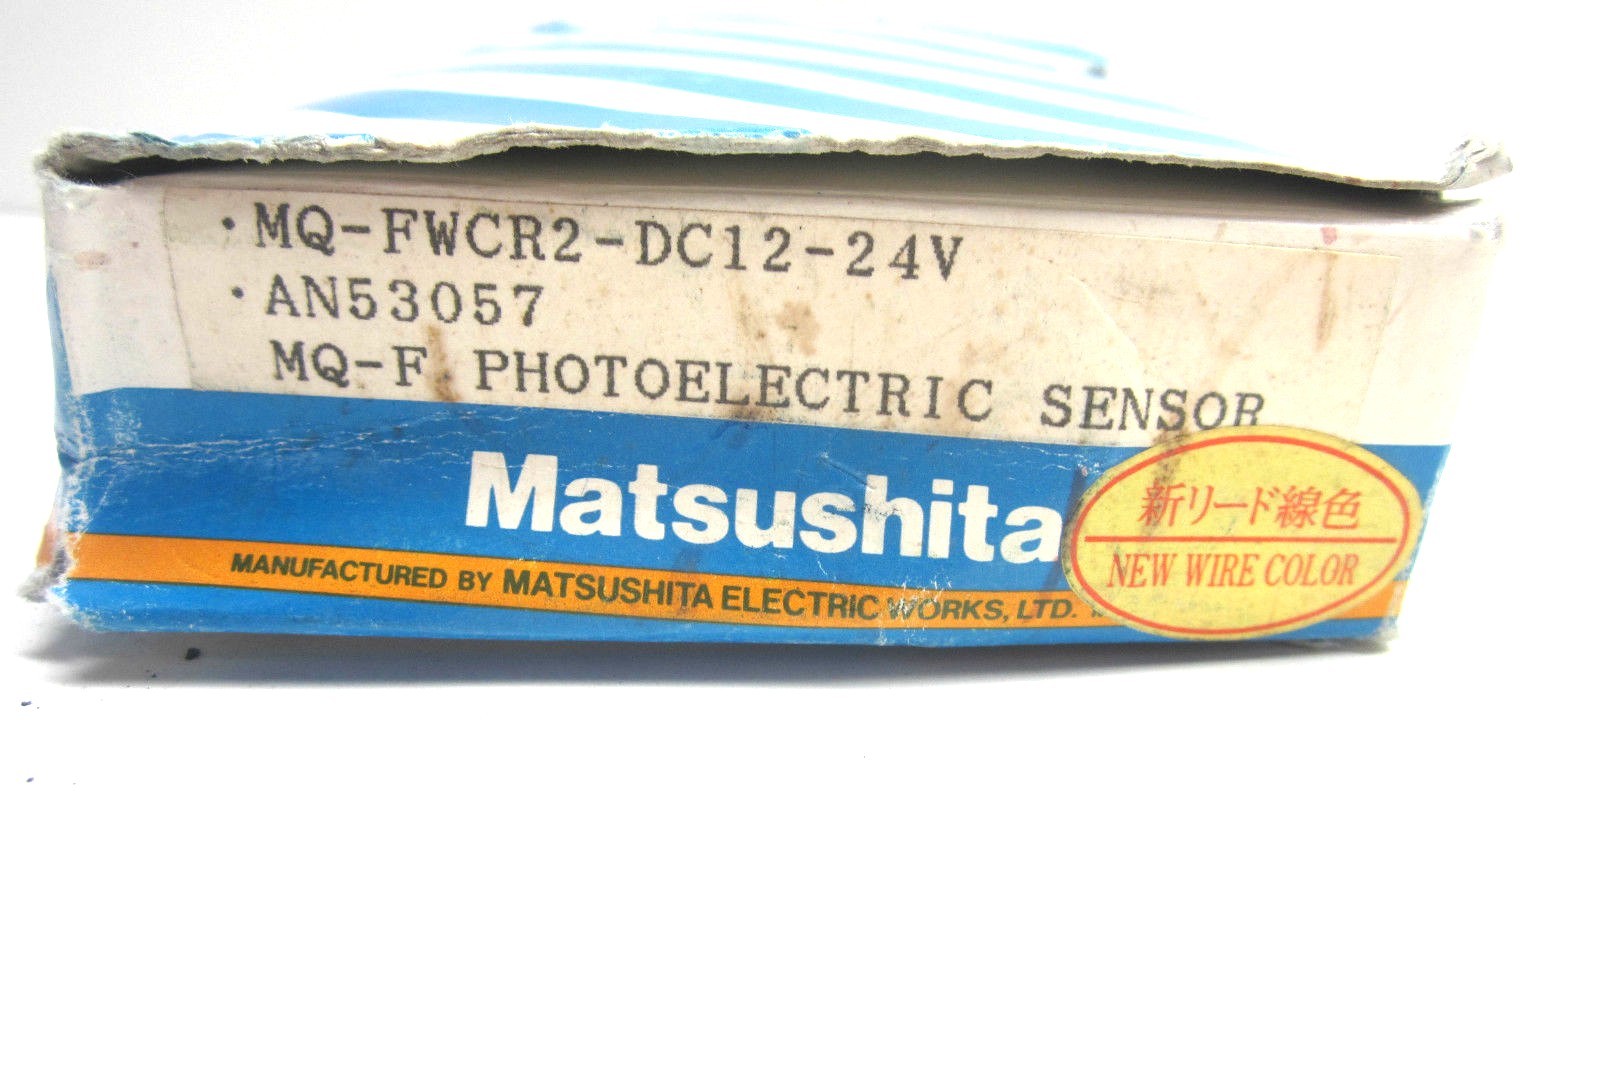 ·MQ-FWCR2-DC12-24V
·AN53057
MQ-F PHOTOELECTRIC SENSOR
Matsushita
新リード線色
NEW WIRE COLOR
MANUFACTURED BY MATSUSHITA ELECTRIC WORKS, LTD.